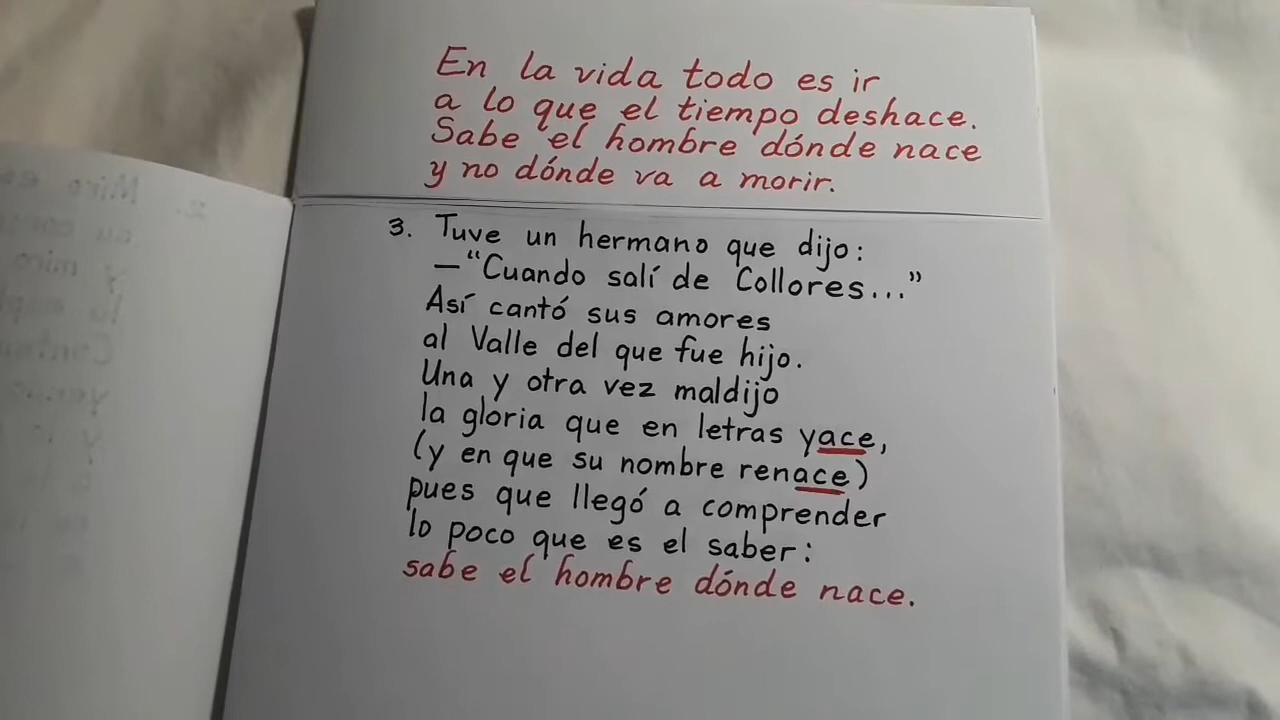 En la vida todo es ir
a lo que el tiempo deshace.
Sabe el hombre dónde nace
y no dónde va a morir.
3. Tuve un hermano que dijo:
—"Cuando salí de Collores..."
Así cantó sus amores
al Valle del que fue hijo.
Una y otra vez maldijo
la gloria que en letras yace,
(y en que su nombre renace)
pues que llegó a comprender
lo poco que es el saber:
sabe el hombre dónde nace.